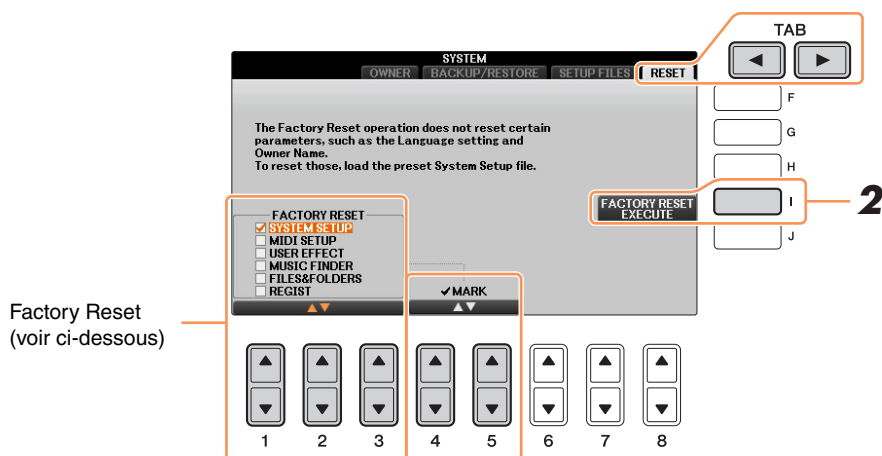 TAB
SYSTEM
OWNER BACKUP/RESTORE SETUP FILES RESET
F
The Factory Reset operation does not reset certain
parameters, such as the Language setting and
Owner Name.
To reset those, load the preset System Setup file.
G
H
FACTORY RESET
EXECUTE
I
2
J
FACTORY RESET
SYSTEM SETUP
MIDI SETUP
USER EFFECT
MUSIC FINDER
FILES&FOLDERS
REGIST
MARK
Factory Reset
(voir ci-dessous)
1 2 3 4 5 6 7 8